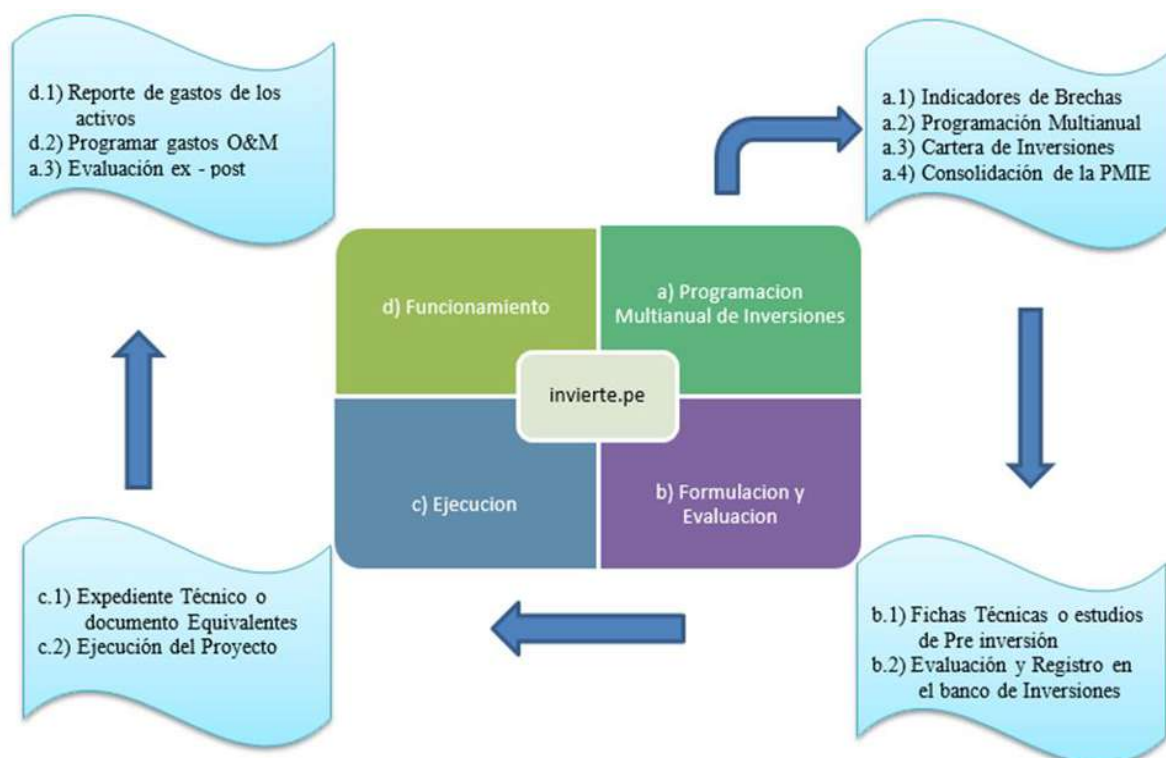 d.1) Reporte de gastos de los
activos
d.2) Programar gastos O&M
a.3) Evaluación ex - post
a.1) Indicadores de Brechas
a.2) Programación Multianual
a.3) Cartera de Inversiones
a.4) Consolidación de la PMIE
d) Funcionamiento
a) Programacion
Multianual de Inversiones
invierte.pe
c) Ejecucion
b) Formulacion y
Evaluacion
c.1) Expediente Técnico o
documento Equivalentes
c.2) Ejecución del Proyecto
b.1) Fichas Técnicas o estudios
de Pre inversión
b.2) Evaluación y Registro en
el banco de Inversiones